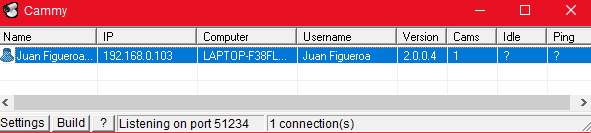 Cammy
Name IP Computer Username Version Cams Idle Ping
Juan Figueroa... 192.168.0.103 LAPTOP-F38FL... Juan Figueroa 2.0.0.4 1 ? ?
Settings Build ? Listening on port 51234 1 connection(s)